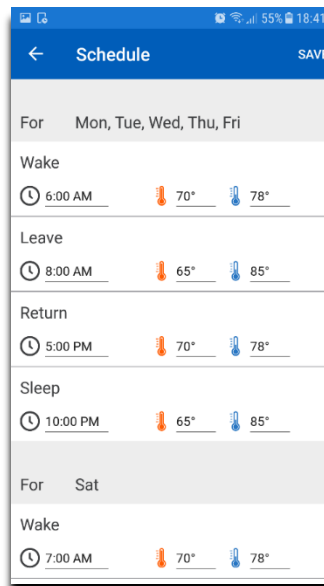 55% 18:41
Schedule SAVE
For Mon, Tue, Wed, Thu, Fri
Wake
6:00 AM 70° 78°
Leave
8:00 AM 65° 85°
Return
5:00 PM 70° 78°
Sleep
10:00 PM 65° 85°
For Sat
Wake
7:00 AM 70° 78°